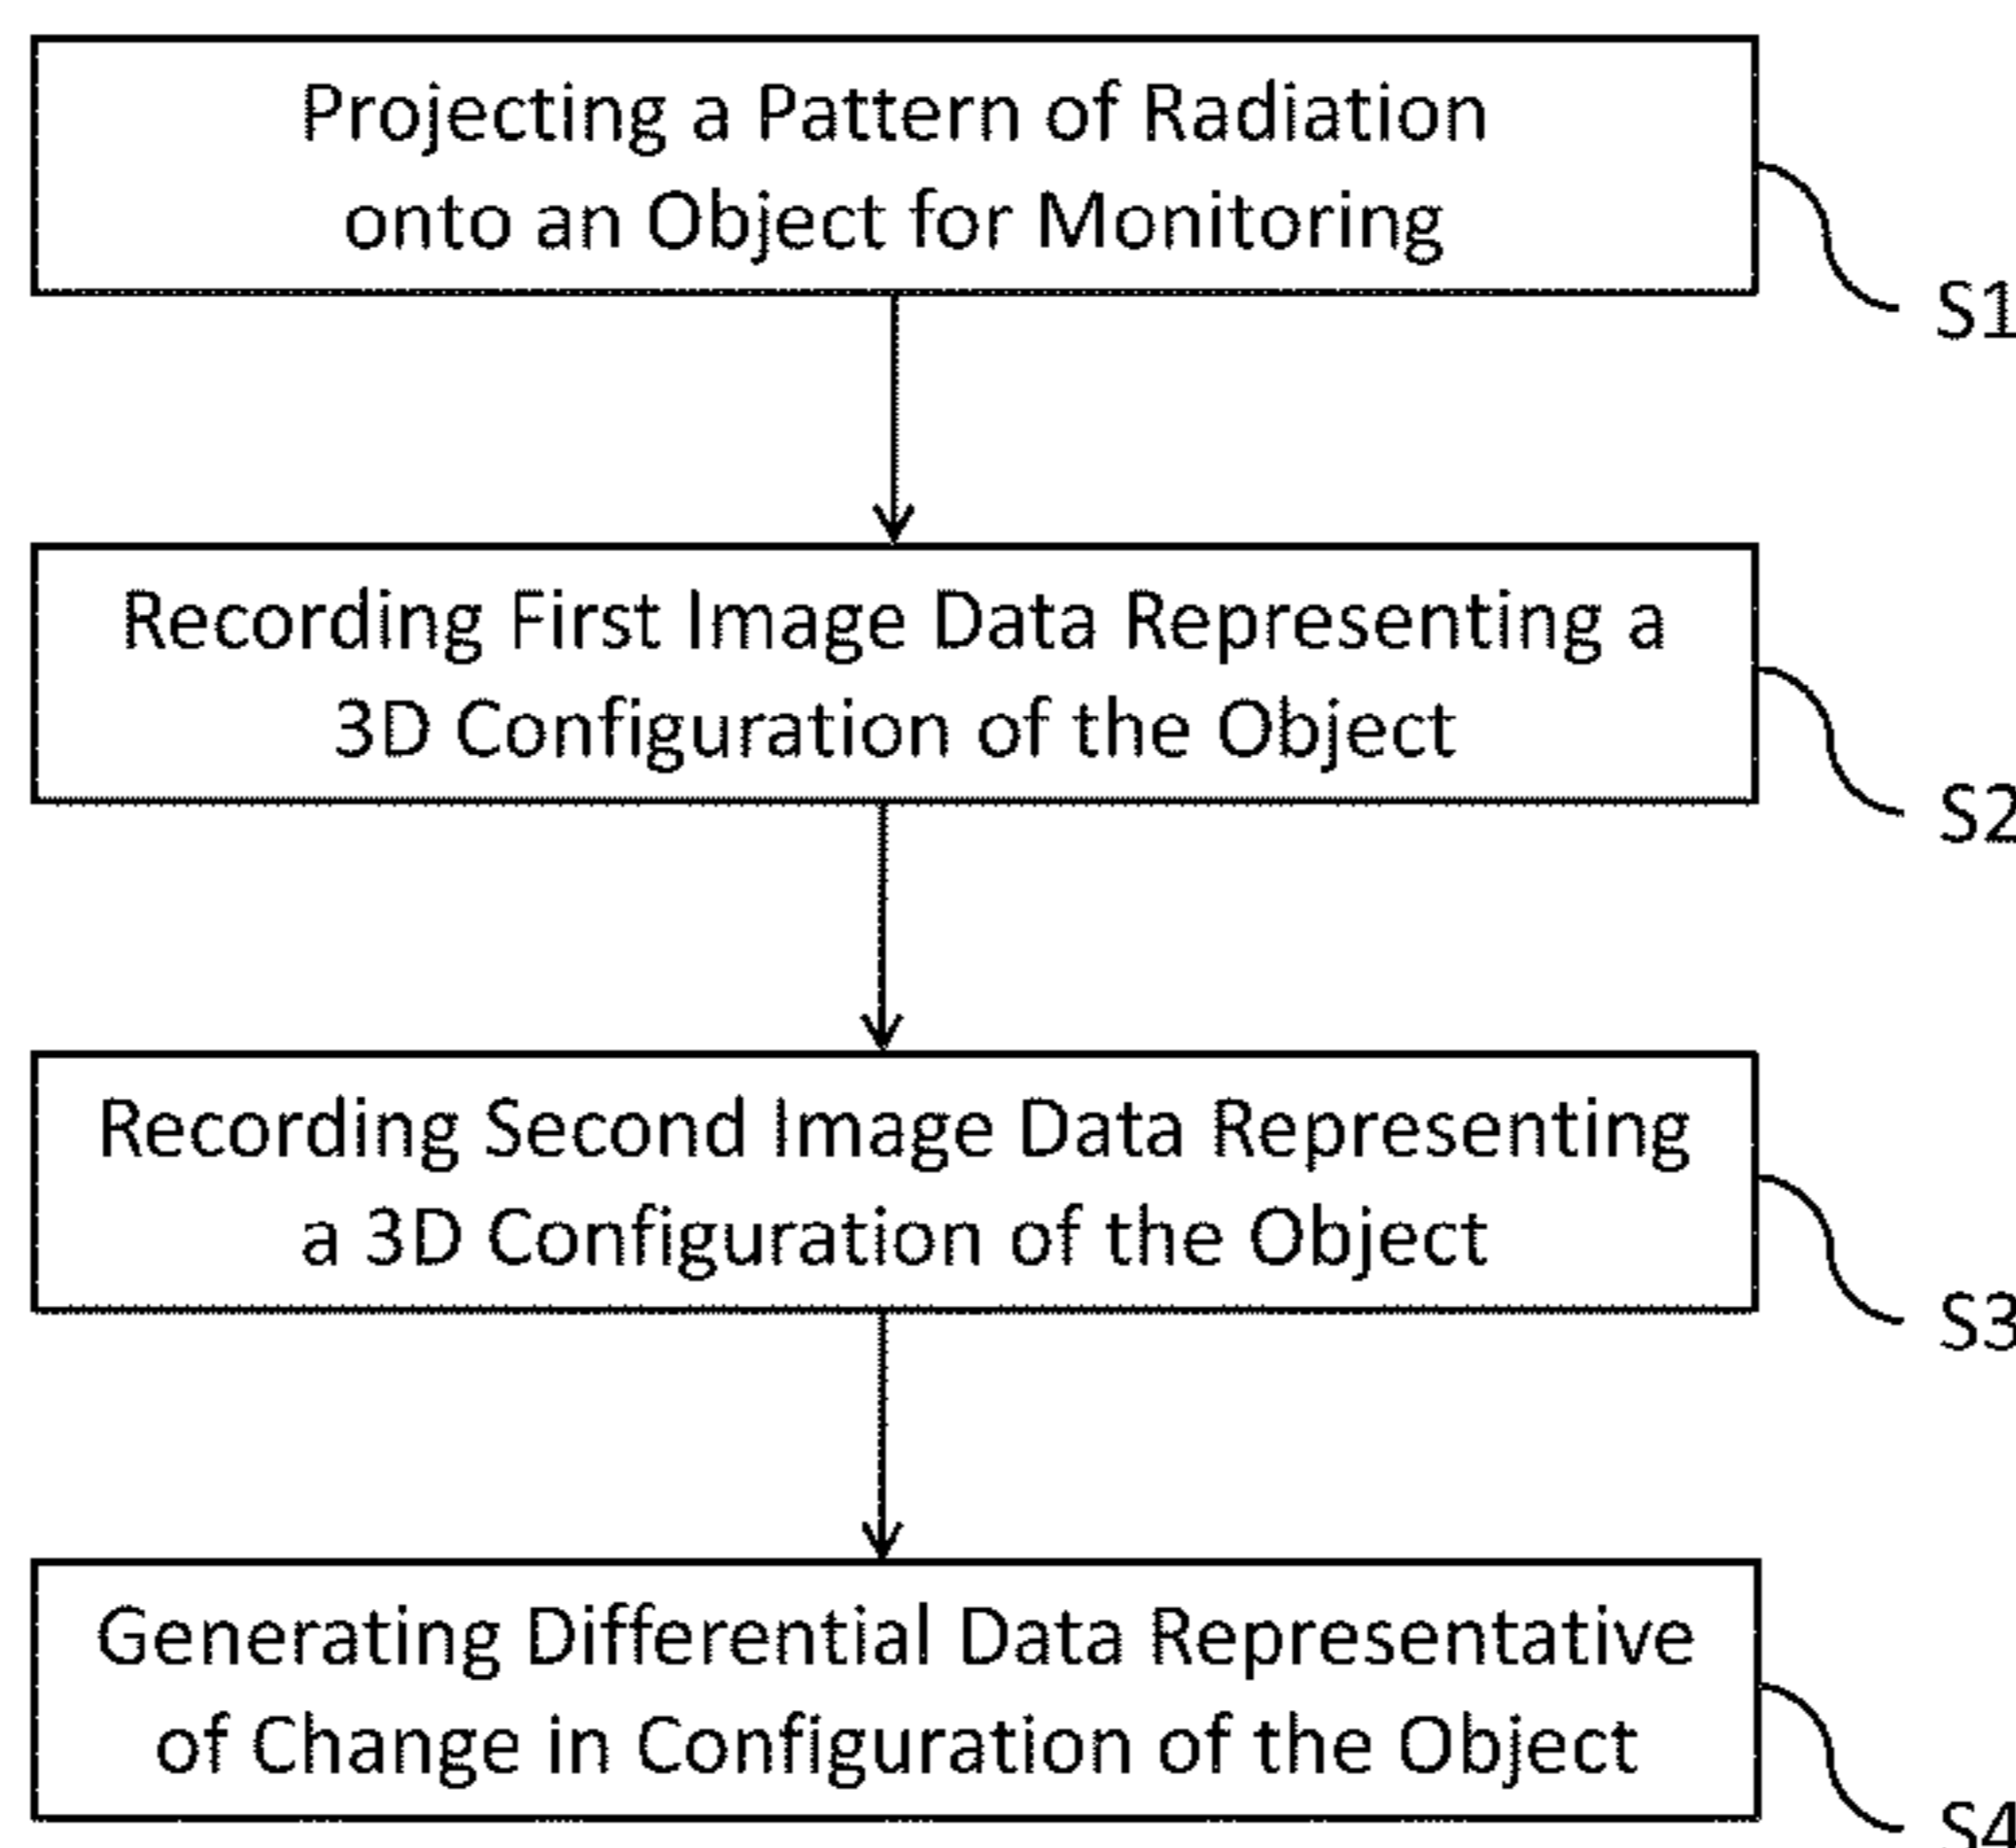 Projecting a Pattern of Radiation
onto an Object for Monitoring
S1
Recording First Image Data Representing a
3D Configuration of the Object
S2
Recording Second Image Data Representing
a 3D Configuration of the Object
S3
Generating Differential Data Representative
of Change in Configuration of the Object
S4